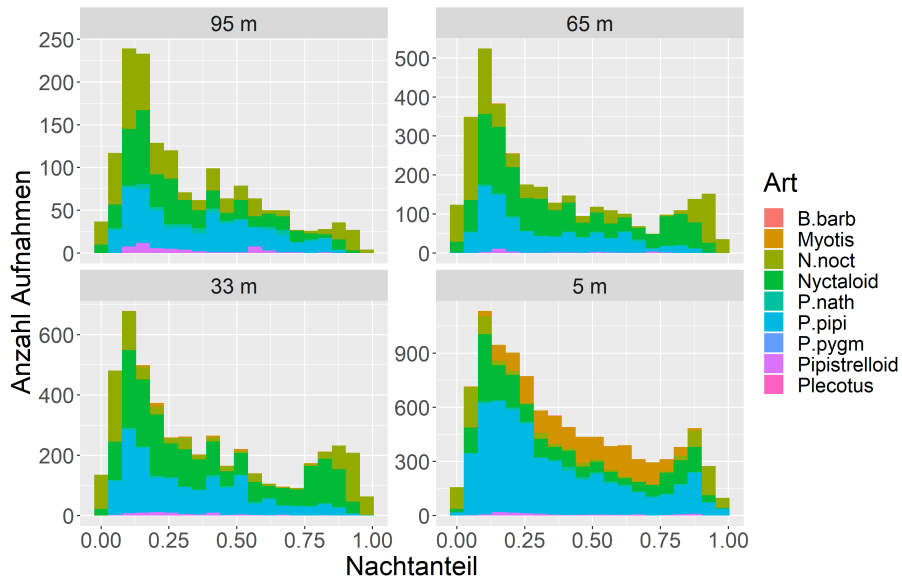 95 m
65 m
250
200
150
100
50
0
500
400
300
200
100
0
33 m
5 m
600
400
200
0
900
600
300
0
0.00 0.25 0.50 0.75 1.00
0.00 0.25 0.50 0.75 1.00
Anzahl Aufnahmen
Nachtanteil
Art
B.barb
Myotis
N.noct
Nyctaloid
P.nath
P.pipi
P.pygm
Pipistrelloid
Plecotus